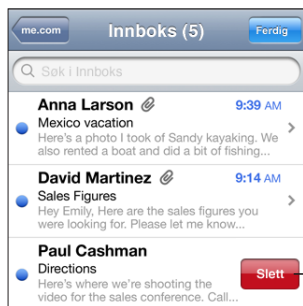 me.com
Innboks (5)
Ferdig
Søk i Innboks
Anna Larson
9:39 AM
Mexico vacation
Here's a photo I took of Sandy kayaking. We
also rented a boat and did a bit of fishing...
David Martinez
9:14 AM
Sales Figures
Hey Emily, Here are the sales figures you
were looking for. Please let me know...
Paul Cashman
Directions
Slett
Here's where we're shooting the
video for the sales conference. Call...